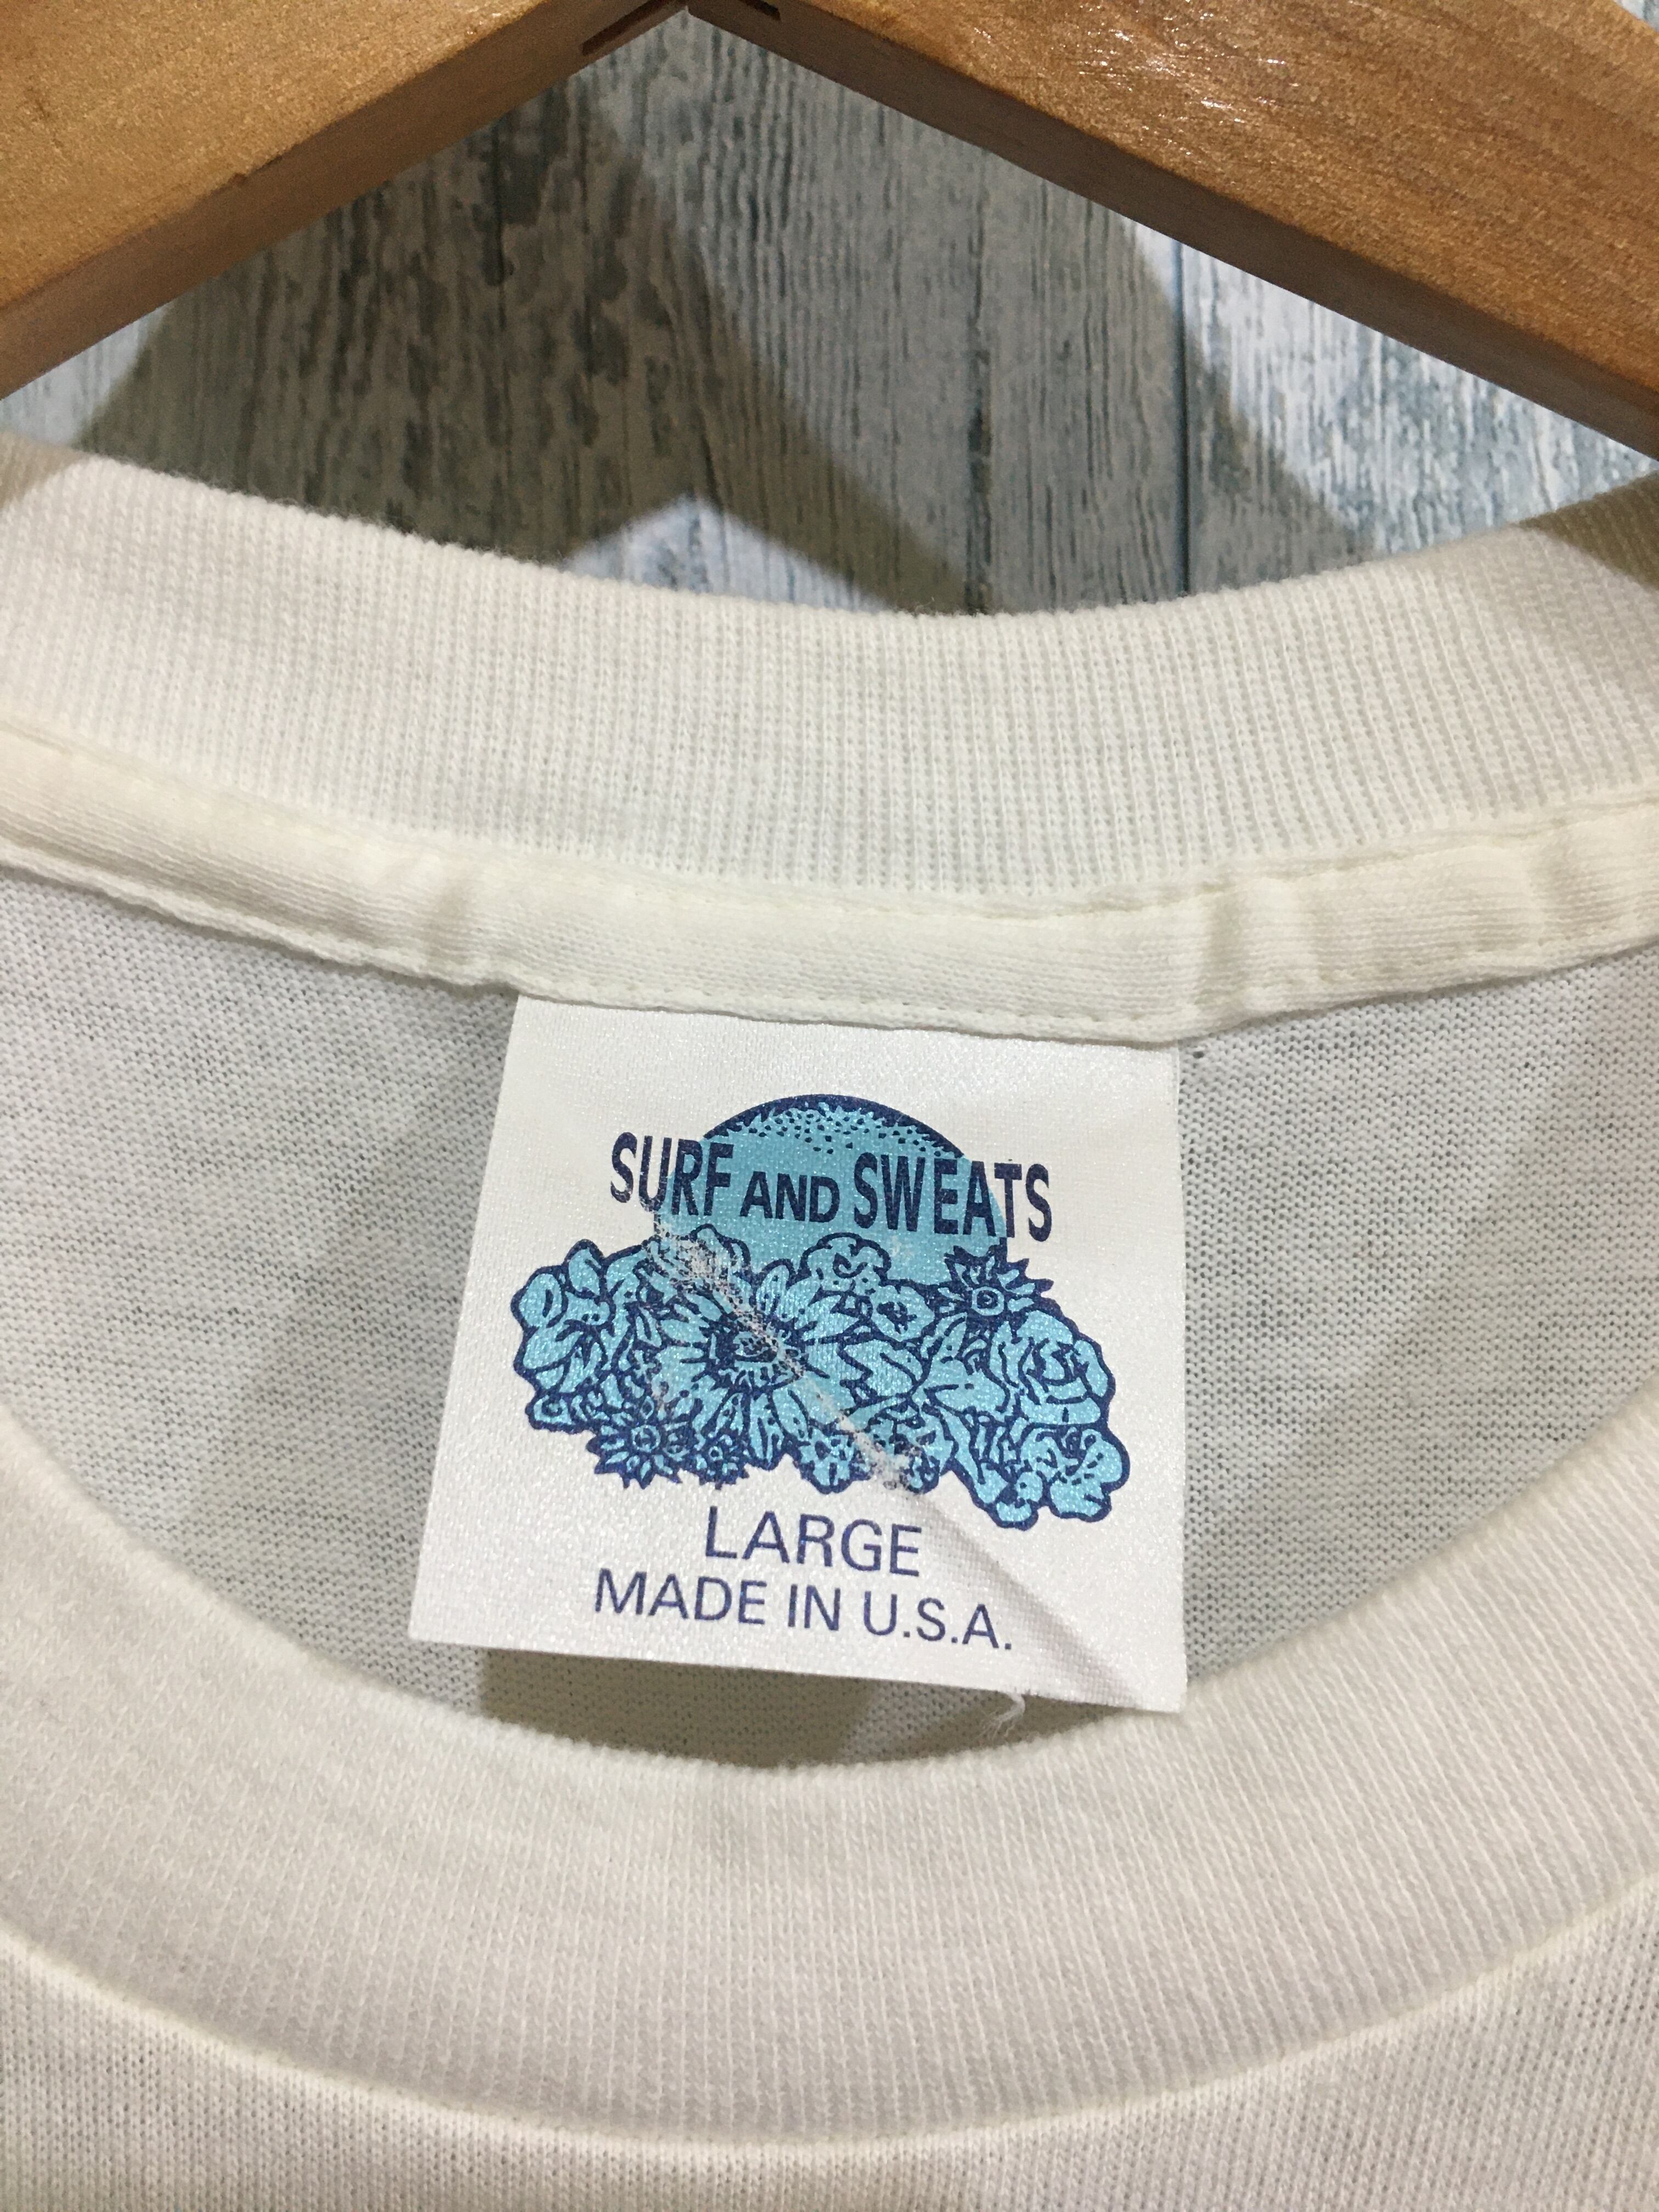 SURF AND SWEATS
LARGE
MADE IN U.S.A.